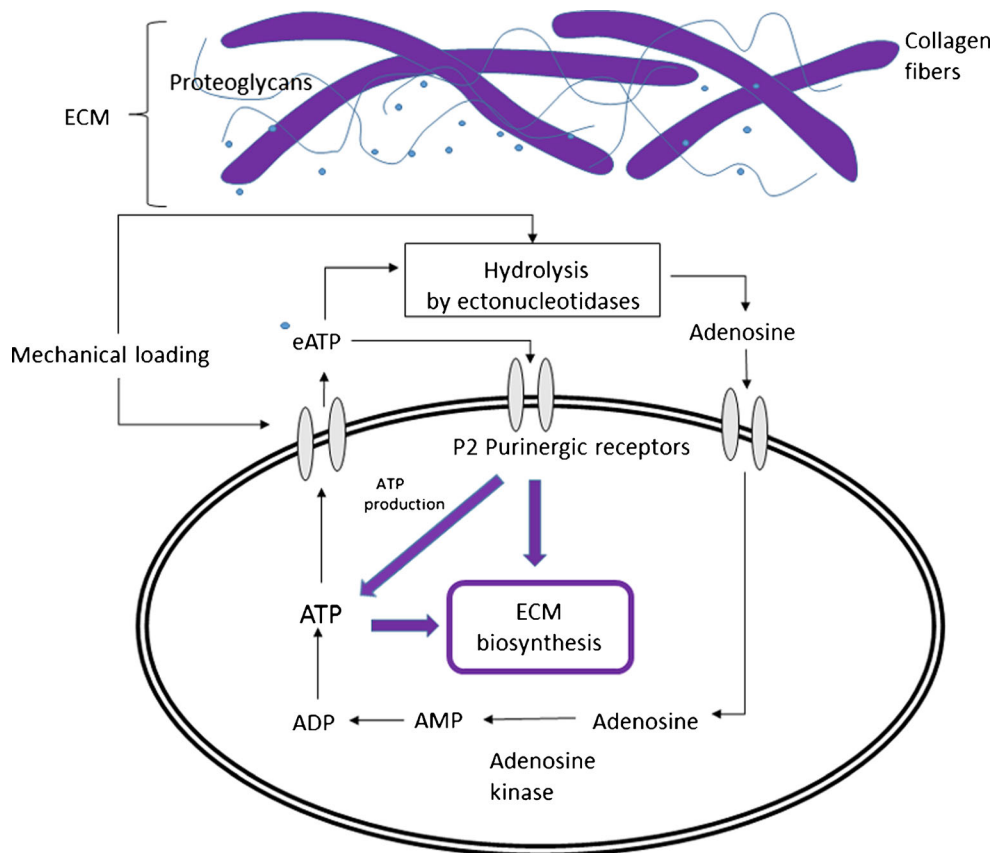 Collagen
fibers
Proteoglycans
ECM
Hydrolysis
by ectonucleotidases
Adenosine
eATP
Mechanical loading
P2 Purinergic receptors
ATP
production
ATP
ECM
biosynthesis
ADP
AMP
Adenosine
Adenosine
kinase